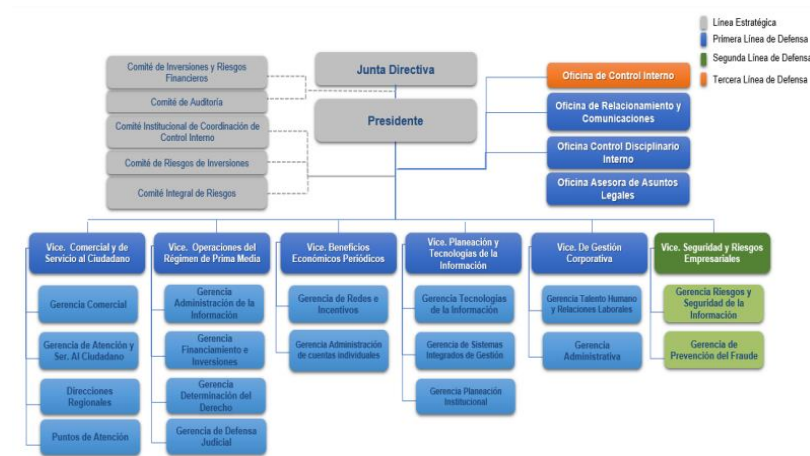 Línea Estratégica
Primera Línea de Defensa
Segunda Línea de Defensa
Tercera Línea de Defensa
Junta Directiva
Presidente
Comité de Inversiones y Riesgos
Financieros
Comité de Auditoría
Comité Institucional de Coordinación de
Control Interno
Comité de Riesgos de Inversiones
Comité Integral de Riesgos
Oficina de Control Interno
Oficina de Relacionamiento y
Comunicaciones
Oficina Control Disciplinario
Interno
Oficina Asesora de Asuntos
Legales
Vice. Comercial y de
Servicio al Ciudadano
Gerencia Comercial
Gerencia de Atención y
Ser. Al Ciudadano
Direcciones
Regionales
Puntos de Atención
Vice. Operaciones del
Régimen de Prima Media
Gerencia
Administración de la
Información
Gerencia
Financiamiento e
Inversiones
Gerencia
Determinación del
Derecho
Gerencia de Defensa
Judicial
Vice. Beneficios
Económicos Periódicos
Gerencia de Redes e
Incentivos
Gerencia Administración
de cuentas individuales
Vice. Planeación y
Tecnologías de la
Información
Gerencia Tecnologías
de la Información
Gerencia de Sistemas
Integrados de Gestión
Gerencia Planeación
Institucional
Vice. De Gestión
Corporativa
Gerencia Talento Humano
y Relaciones Laborales
Gerencia
Administrativa
Vice. Seguridad y Riesgos
Empresariales
Gerencia Riesgos y
Seguridad de la
Información
Gerencia de
Prevención del Fraude